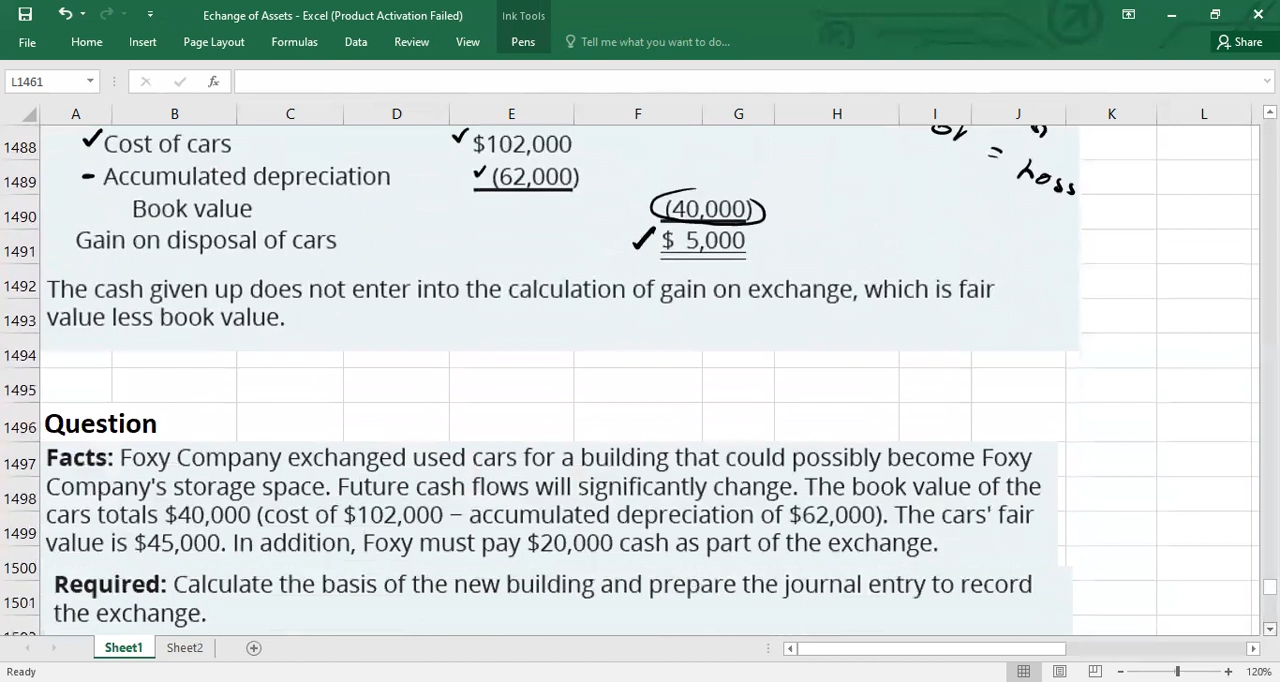 Echange of Assets - Excel (Product Activation Failed)
Ink Tools
File Home Insert Page Layout Formulas Data Review View Pens Tell me what you want to do... Share
L1461 fx
A B C D E F G H I J K L
1488 Cost of cars $102,000
= Loss
1489 - Accumulated depreciation (62,000)
1490 Book value (40,000)
1491 Gain on disposal of cars $ 5,000
1492 The cash given up does not enter into the calculation of gain on exchange, which is fair
1493 value less book value.
1494
1495
1496 Question
1497 Facts: Foxy Company exchanged used cars for a building that could possibly become Foxy
1498 Company's storage space. Future cash flows will significantly change. The book value of the
1499 cars totals $40,000 (cost of $102,000 − accumulated depreciation of $62,000). The cars' fair
1500 value is $45,000. In addition, Foxy must pay $20,000 cash as part of the exchange.
1501 Required: Calculate the basis of the new building and prepare the journal entry to record
the exchange.
Sheet1 Sheet2
Ready 120%